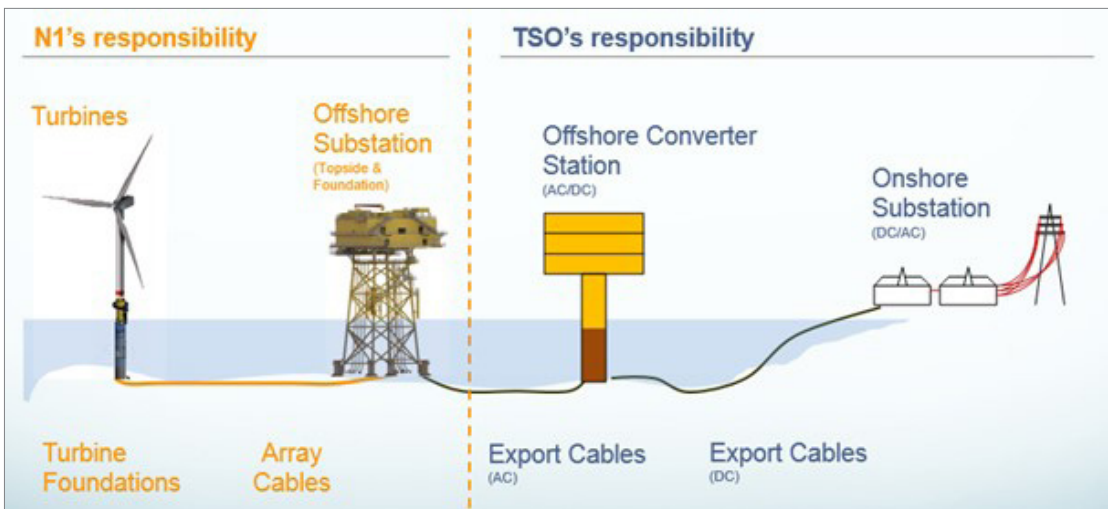 N1's responsibility
TSO's responsibility
Turbines
Offshore
Substation
(Topside &
Foundation)
Offshore Converter
Station
(AC/DC)
Onshore
Substation
(DC/AC)
Turbine
Foundations
Array
Cables
Export Cables
(AC)
Export Cables
(DC)